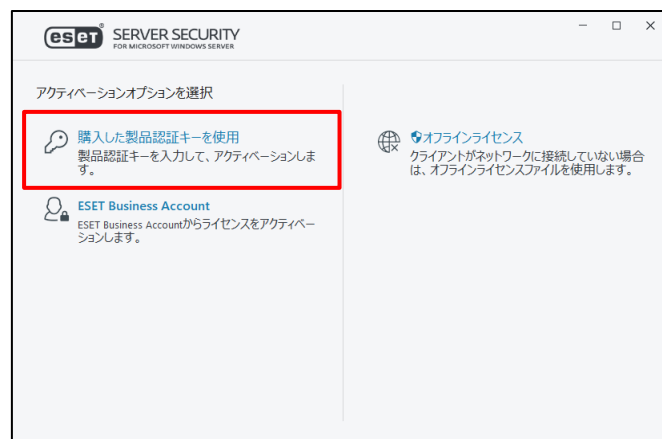 eset SERVER SECURITY
FOR MICROSOFT WINDOWS SERVER
アクティベーションオプションを選択
購入した製品認証キーを使用
製品認証キーを入力して、アクティベーションしま
す。
ESET Business Account
ESET Business Accountからライセンスをアクティベー
ションします。
オフラインライセンス
クライアントがネットワークに接続していない場合
は、オフラインライセンスファイルを使用します。